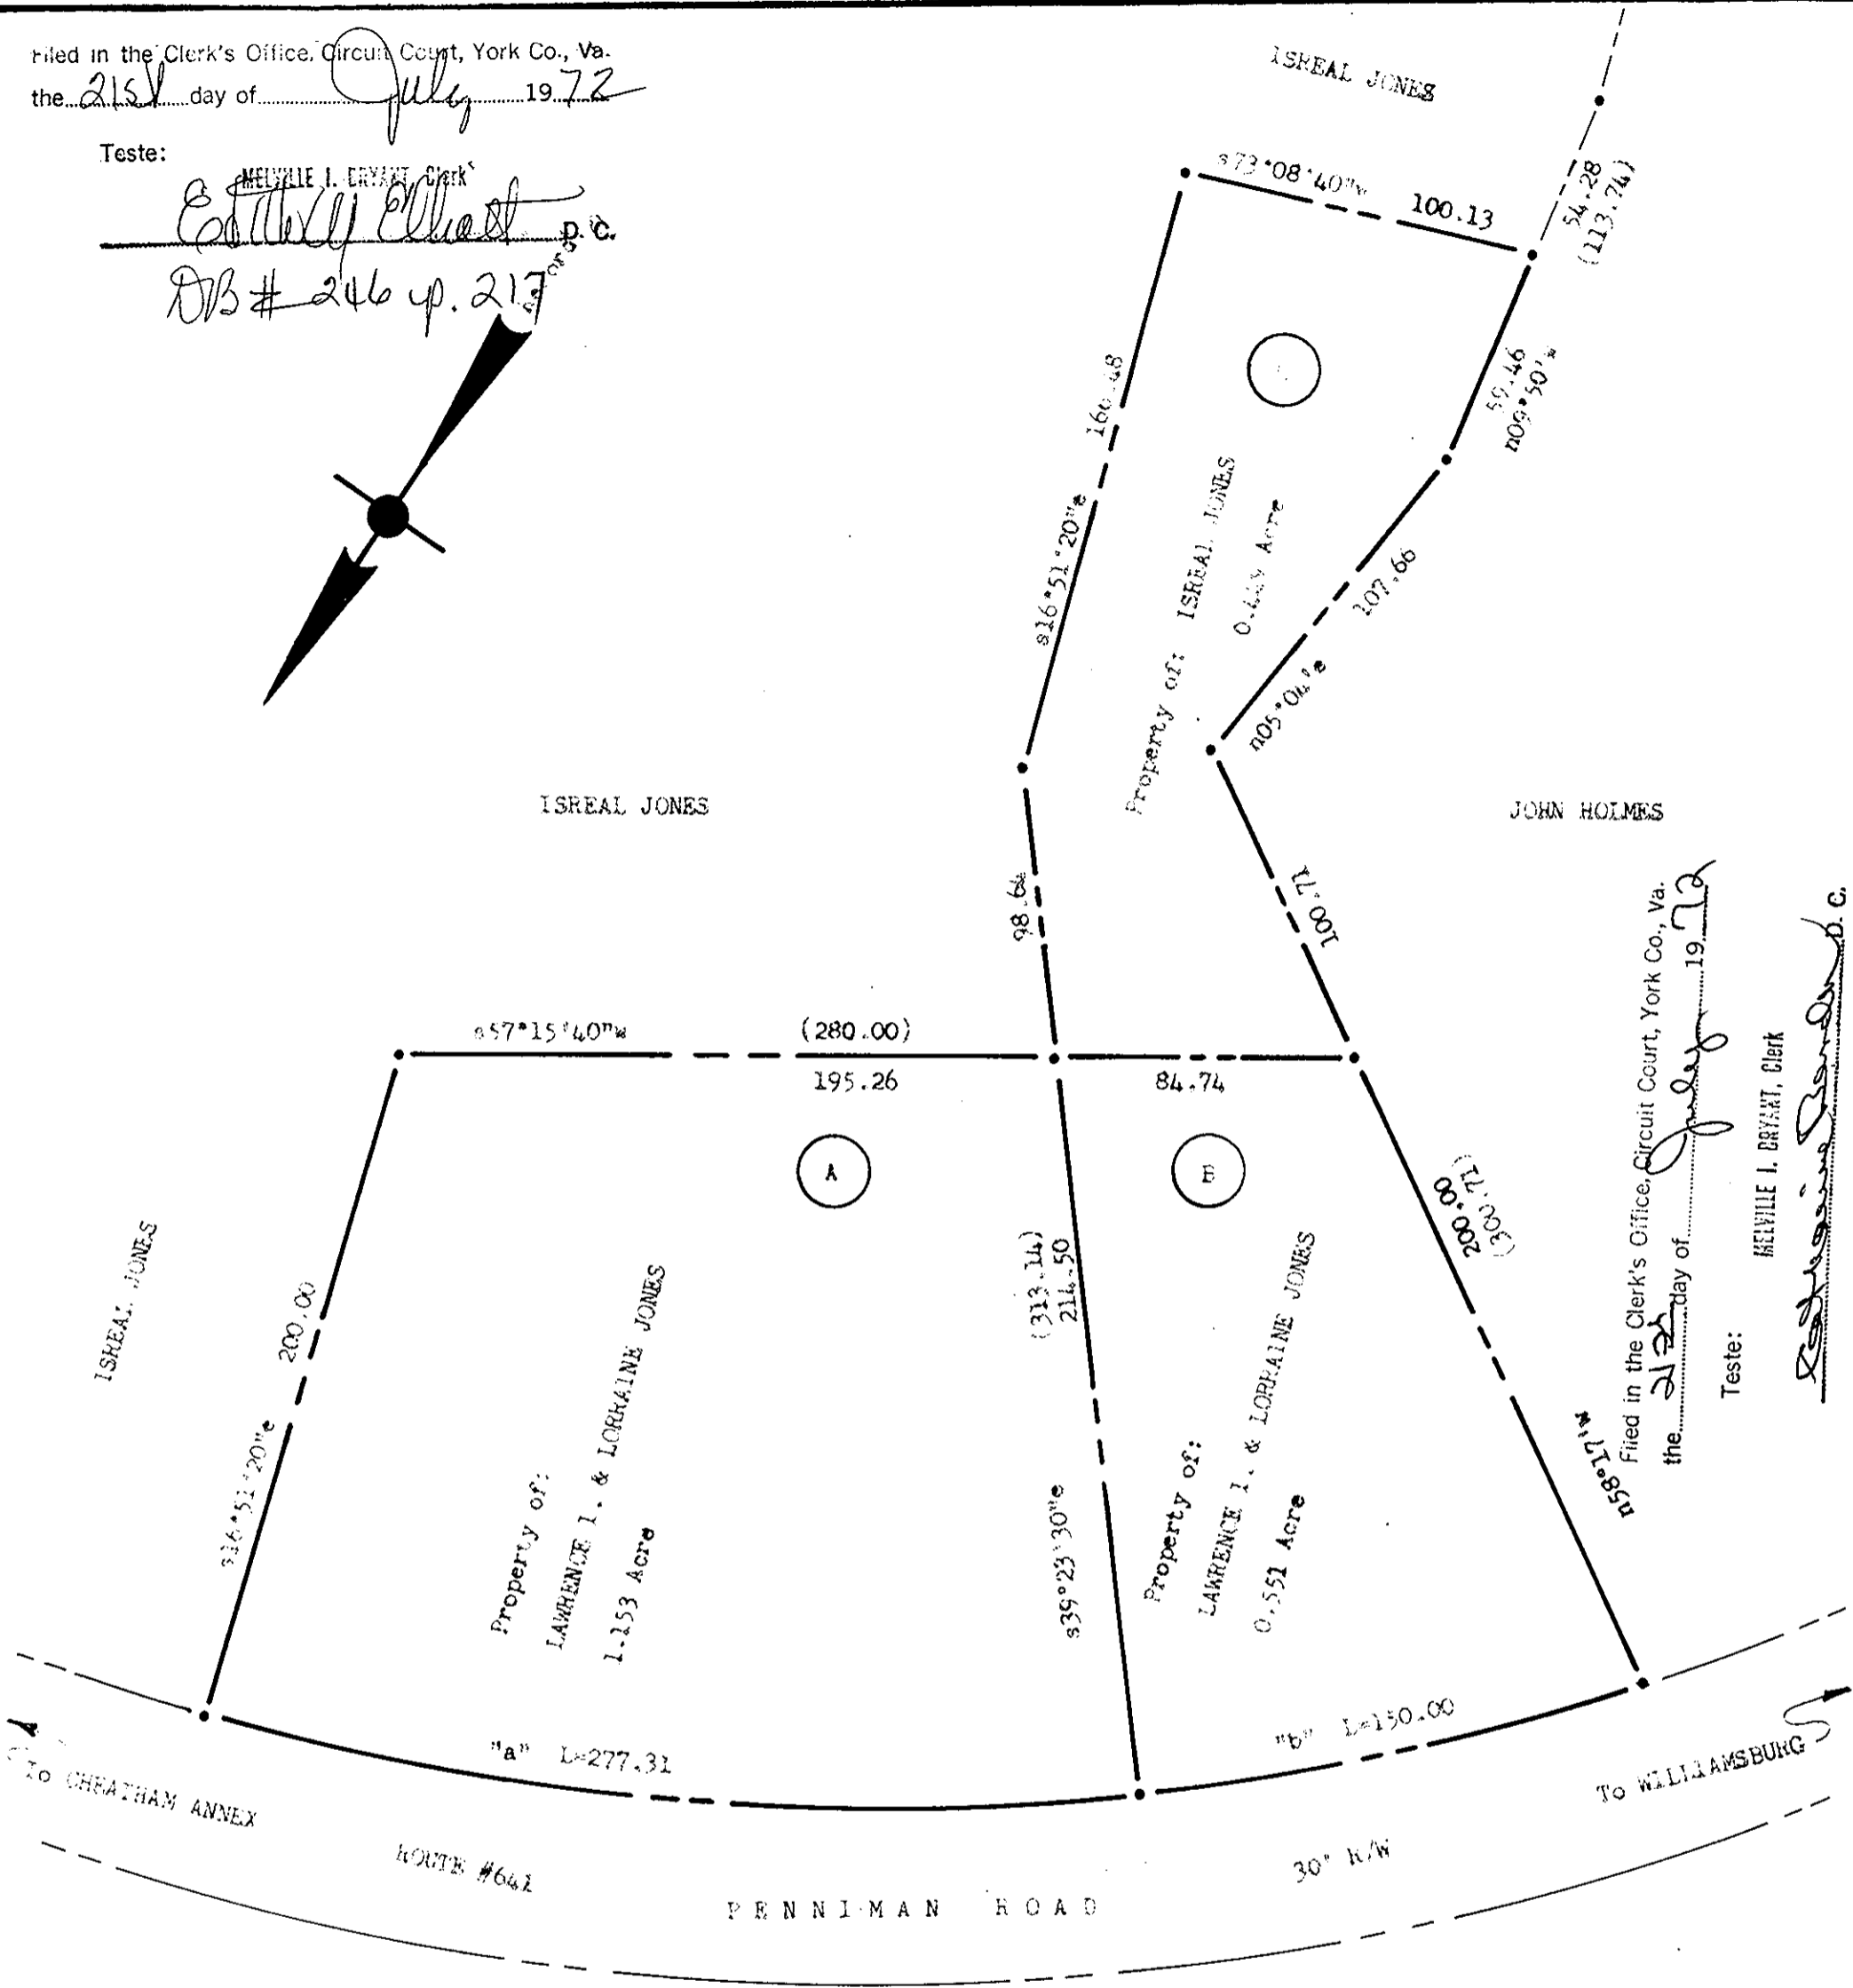 Filed in the Clerk's Office, Circuit Court, York Co., Va.
the 21st day of July 1972
Teste:
MELVILLE I. BRYANT, Clerk
Elliott D. C.
DB # 246 p. 217
ISREAL JONES
s73°08'40"w 100.13
54.28
(113.74)
59.46
n09°50'w
s16°51'20"e
107.66
n05°04'e
Property of: ISREAL JONES
Acre
ISREAL JONES
JOHN HOLMES
98.64
100.71
s57°15'40"w (280.00)
195.26
84.74
A
B
ISREAL JONES
s16°51'20"e 200.00
Property of:
LAWRENCE I. & LORRAINE JONES
1.153 Acre
(313.14)
214.50
s39°23'30"e
Property of:
LAWRENCE I. & LORRAINE JONES
0.551 Acre
200.00
(300.71)
n58°17'w
Filed in the Clerk's Office, Circuit Court, York Co., Va.
the 21st day of July 1972
Teste:
MELVILLE I. BRYANT, Clerk
D. C.
"a" L=277.31
"b" L=150.00
To CHEATHAM ANNEX
To WILLIAMSBURG
ROUTE #641
30" R/W
PENNIMAN ROAD